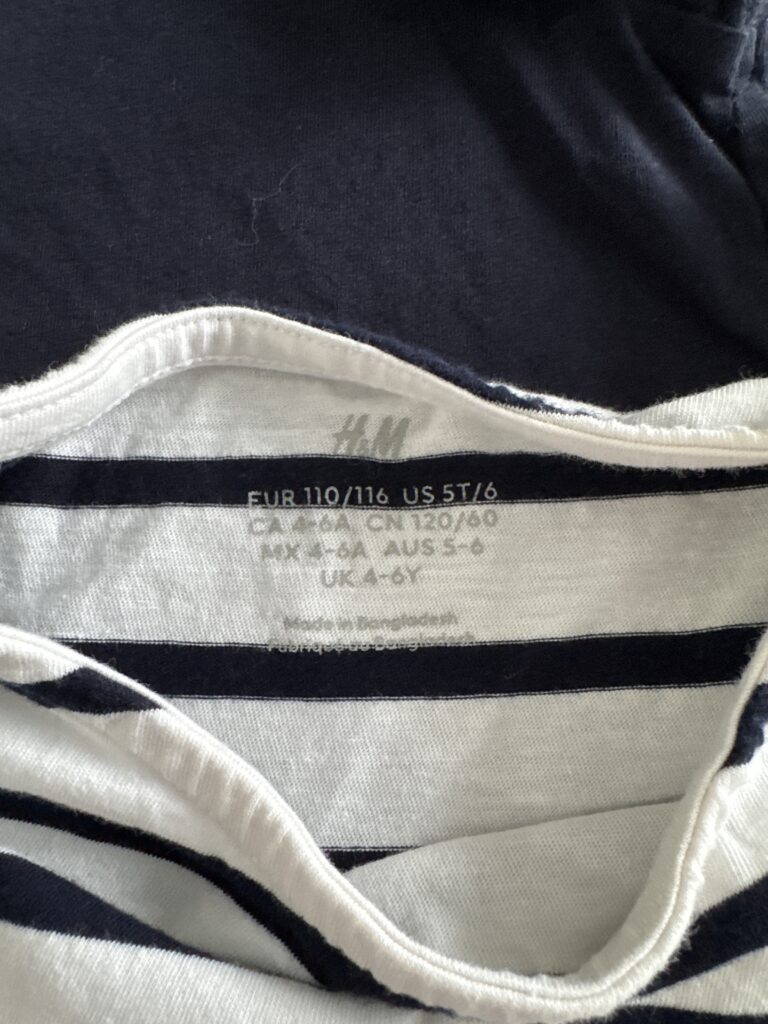 H&M
EUR 110/116 US 5T/6
CA 4-6A CN 120/60
MX 4-6A AUS 5-6
UK 4-6Y
Made in Bangladesh
Fabriqué au Bangladesh